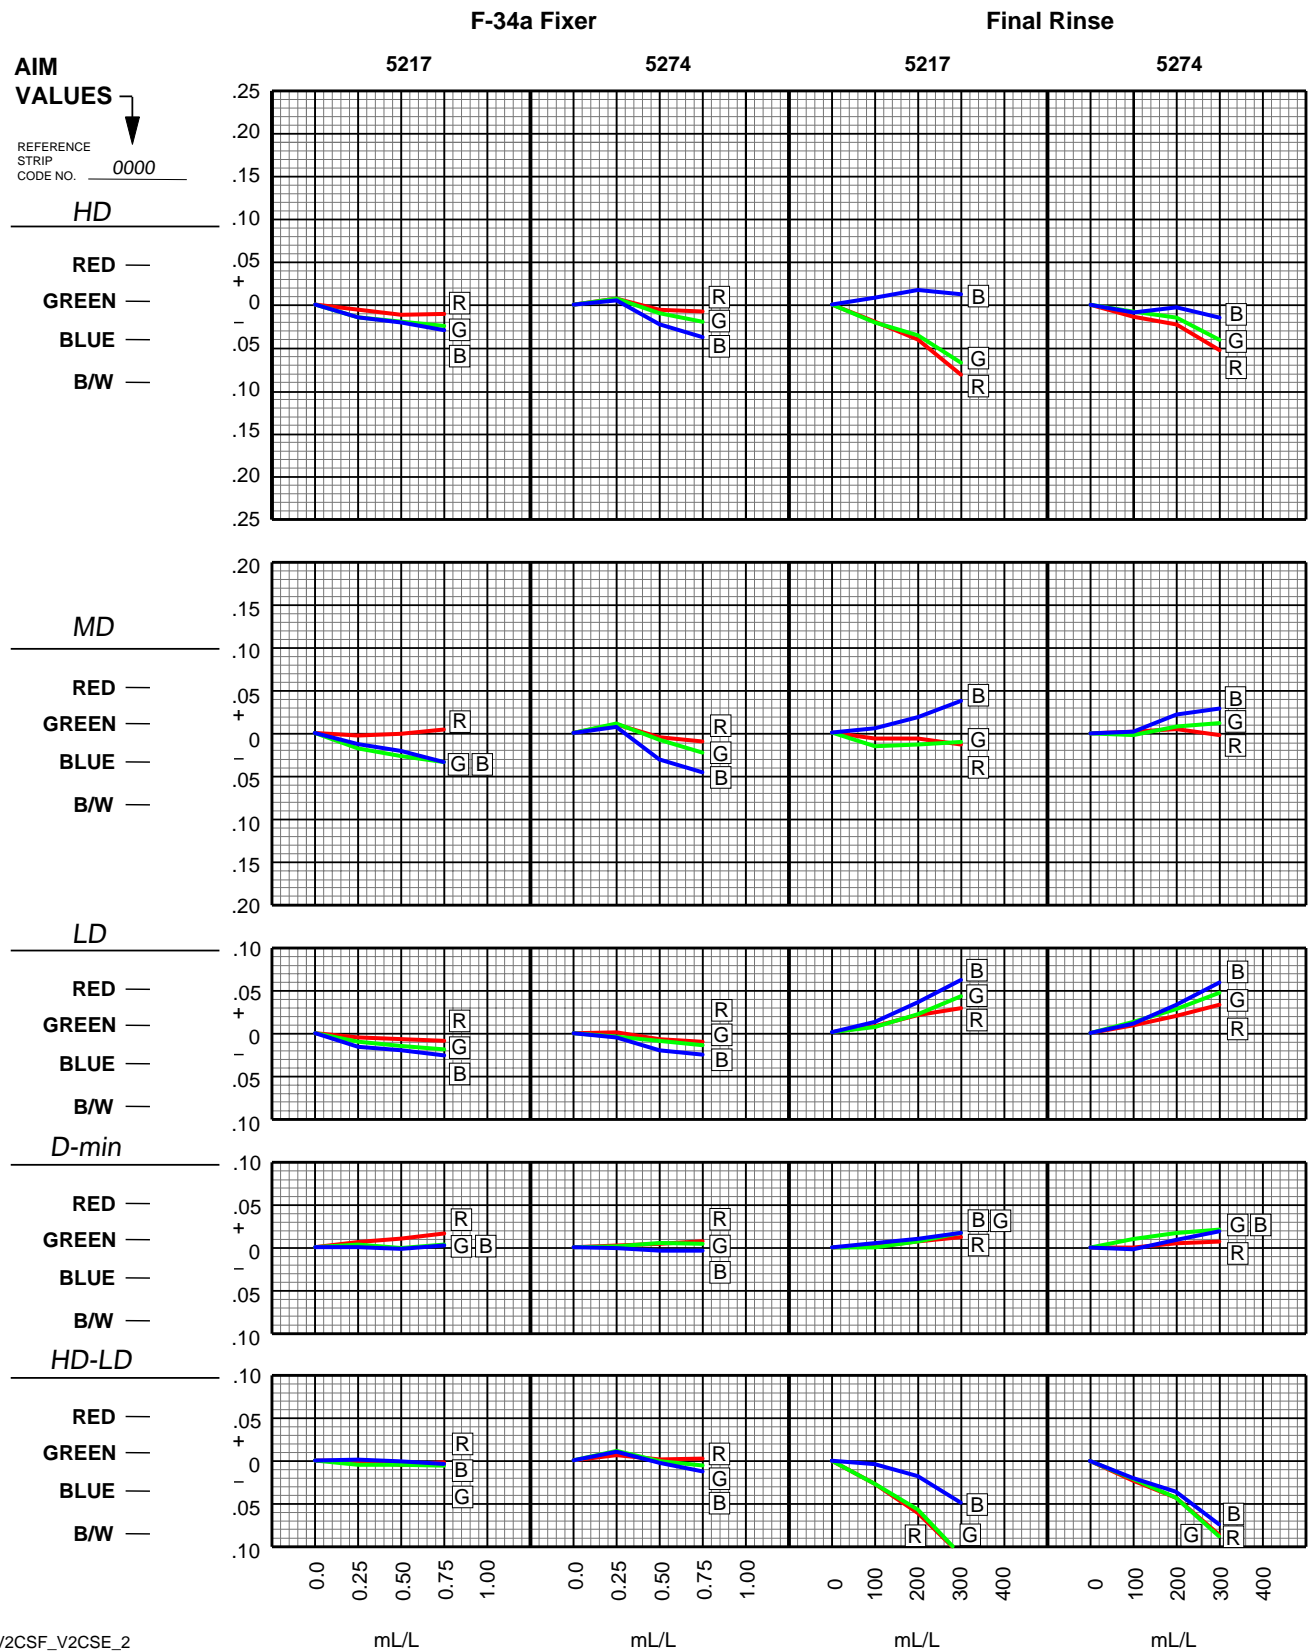 F-34a Fixer Final Rinse
5217 5274 5217 5274
AIM
VALUES
REFERENCE
STRIP
CODE NO. 0000
HD
RED
GREEN
BLUE
B/W
.25
.20
.15
.10
.05
+
0
–
.05
.10
.15
.20
.25
R
G
B
R
G
B
B
G
R
B
G
R
MD
RED
GREEN
BLUE
B/W
.20
.15
.10
.05
+
0
–
.05
.10
.15
.20
R
G B
R
G
B
B
G
R
B
G
R
LD
RED
GREEN
BLUE
B/W
.10
.05
+
0
–
.05
.10
R
G
B
R
G
B
B
G
R
B
G
R
D-min
RED
GREEN
BLUE
B/W
.10
.05
+
0
–
.05
.10
R
G B
R
G
B
B G
R
G B
R
HD-LD
RED
GREEN
BLUE
B/W
.10
.05
+
0
–
.05
.10
R
B
G
R
G
B
B
R G
B
G R
0.0 0.25 0.50 0.75 1.00 0.0 0.25 0.50 0.75 1.00 0 100 200 300 400 0 100 200 300 400
mL/L mL/L mL/L mL/L
V2CSF_V2CSE_2